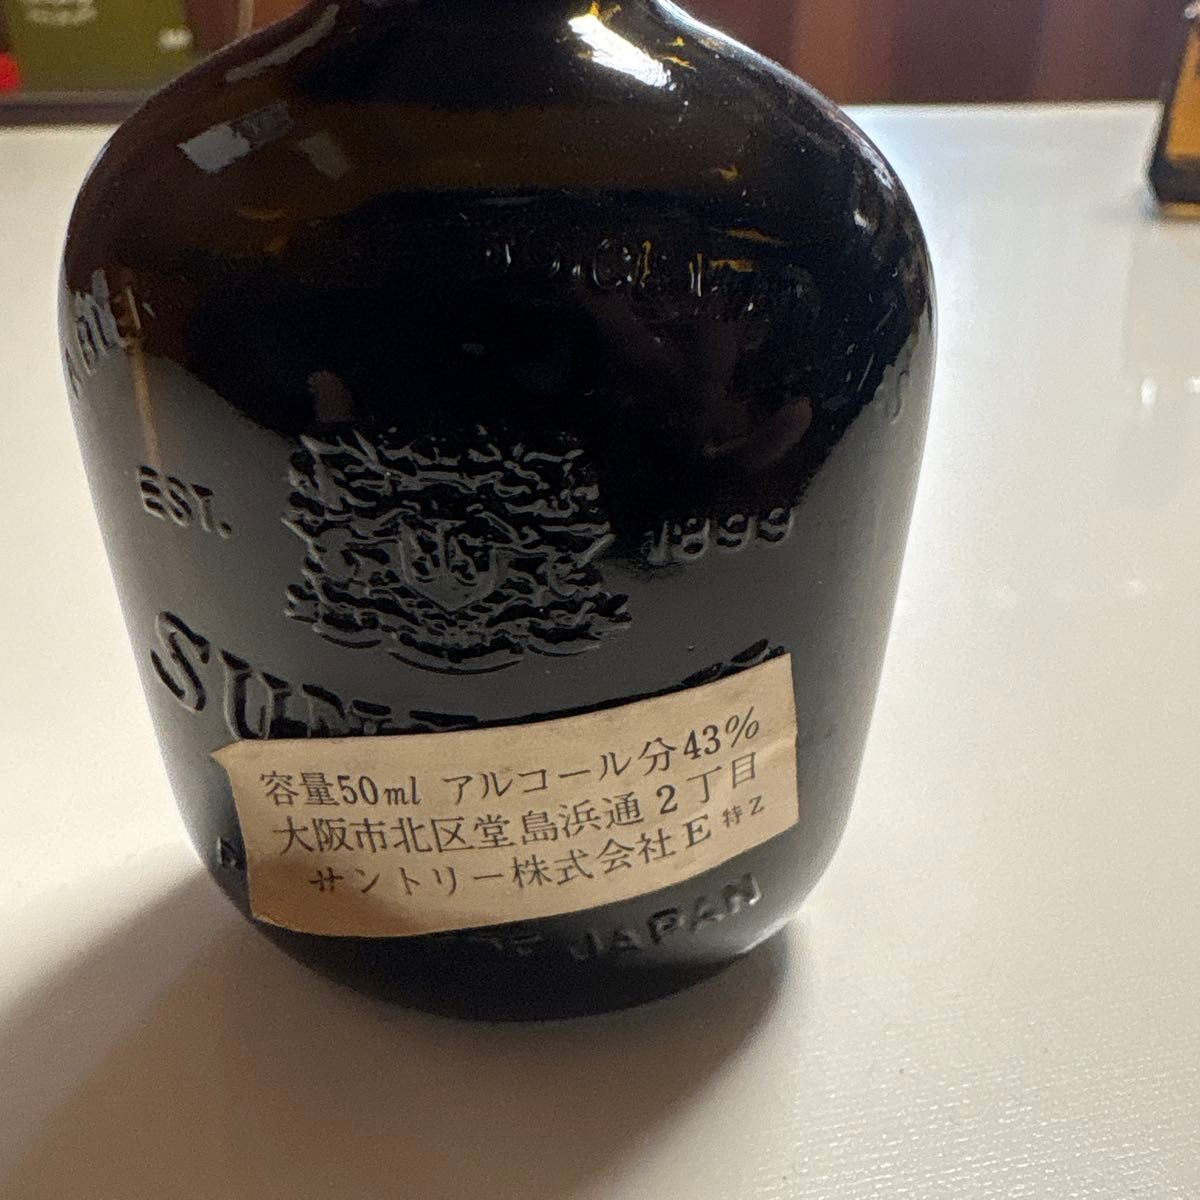 EST. 1899
容量50ml アルコール分43%
大阪市北区堂島浜通2丁目
サントリー株式会社E特Z
JAPAN